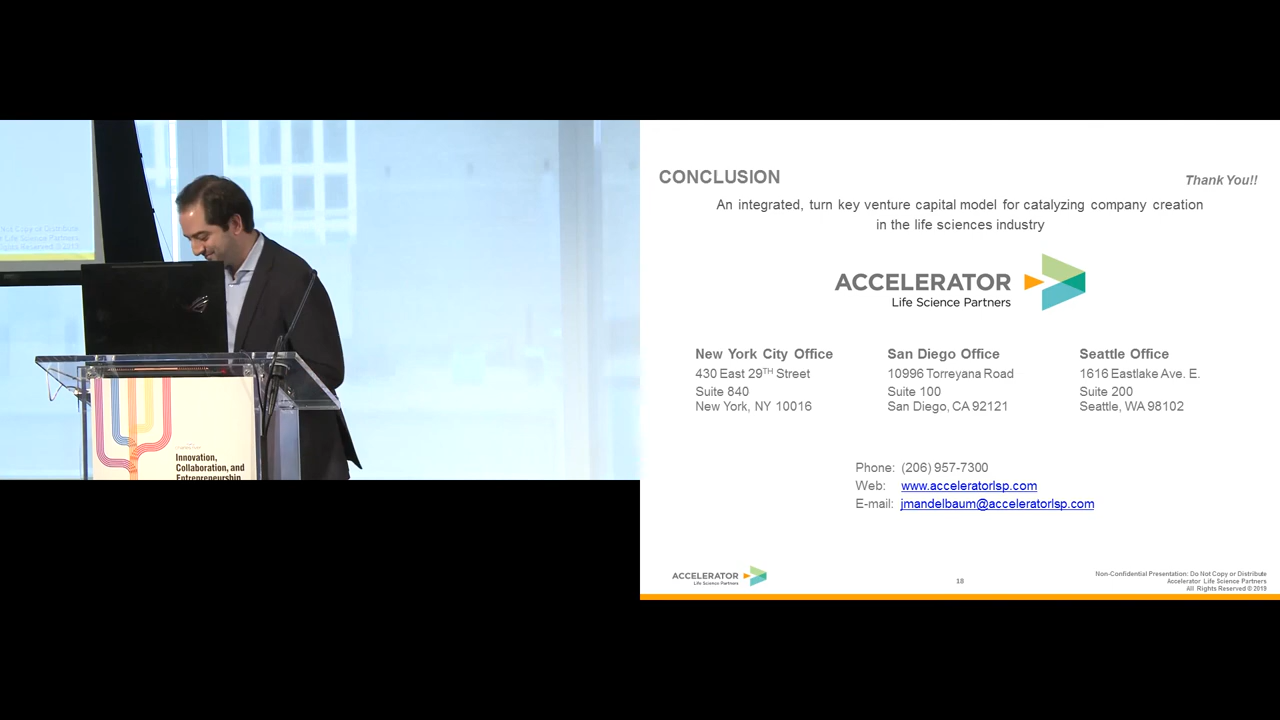 Innovation,
Collaboration, and
Entrepreneurship
CONCLUSION
Thank You!!
An integrated, turn key venture capital model for catalyzing company creation
in the life sciences industry
ACCELERATOR
Life Science Partners
New York City Office
430 East 29TH Street
Suite 840
New York, NY 10016
San Diego Office
10996 Torreyana Road
Suite 100
San Diego, CA 92121
Seattle Office
1616 Eastlake Ave. E.
Suite 200
Seattle, WA 98102
Phone: (206) 957-7300
Web: www.acceleratorlsp.com
E-mail: jmandelbaum@acceleratorlsp.com
ACCELERATOR
Life Science Partners
18
Non-Confidential Presentation: Do Not Copy or Distribute
Accelerator Life Science Partners
All Rights Reserved © 2019